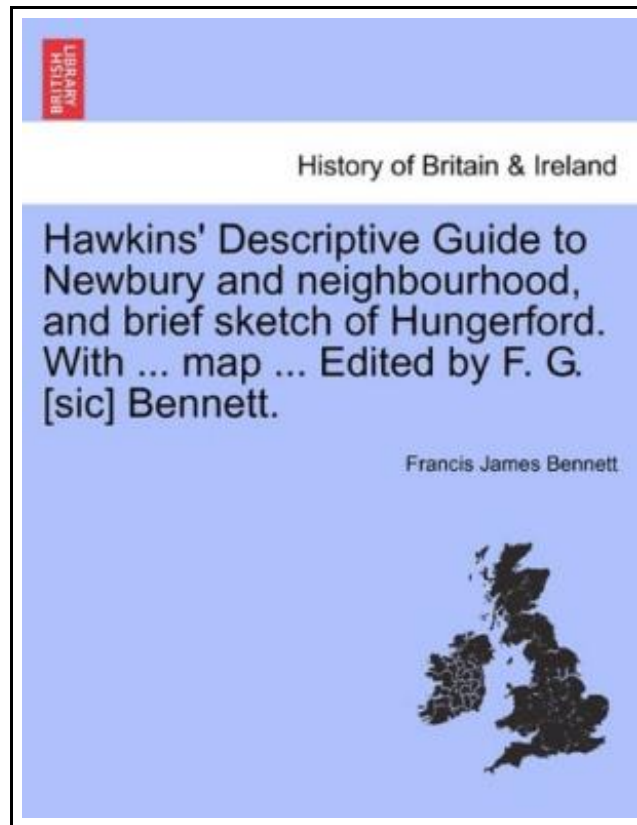 BRITISH
LIBRARY
History of Britain & Ireland
Hawkins' Descriptive Guide to
Newbury and neighbourhood,
and brief sketch of Hungerford.
With ... map ... Edited by F. G.
[sic] Bennett.
Francis James Bennett